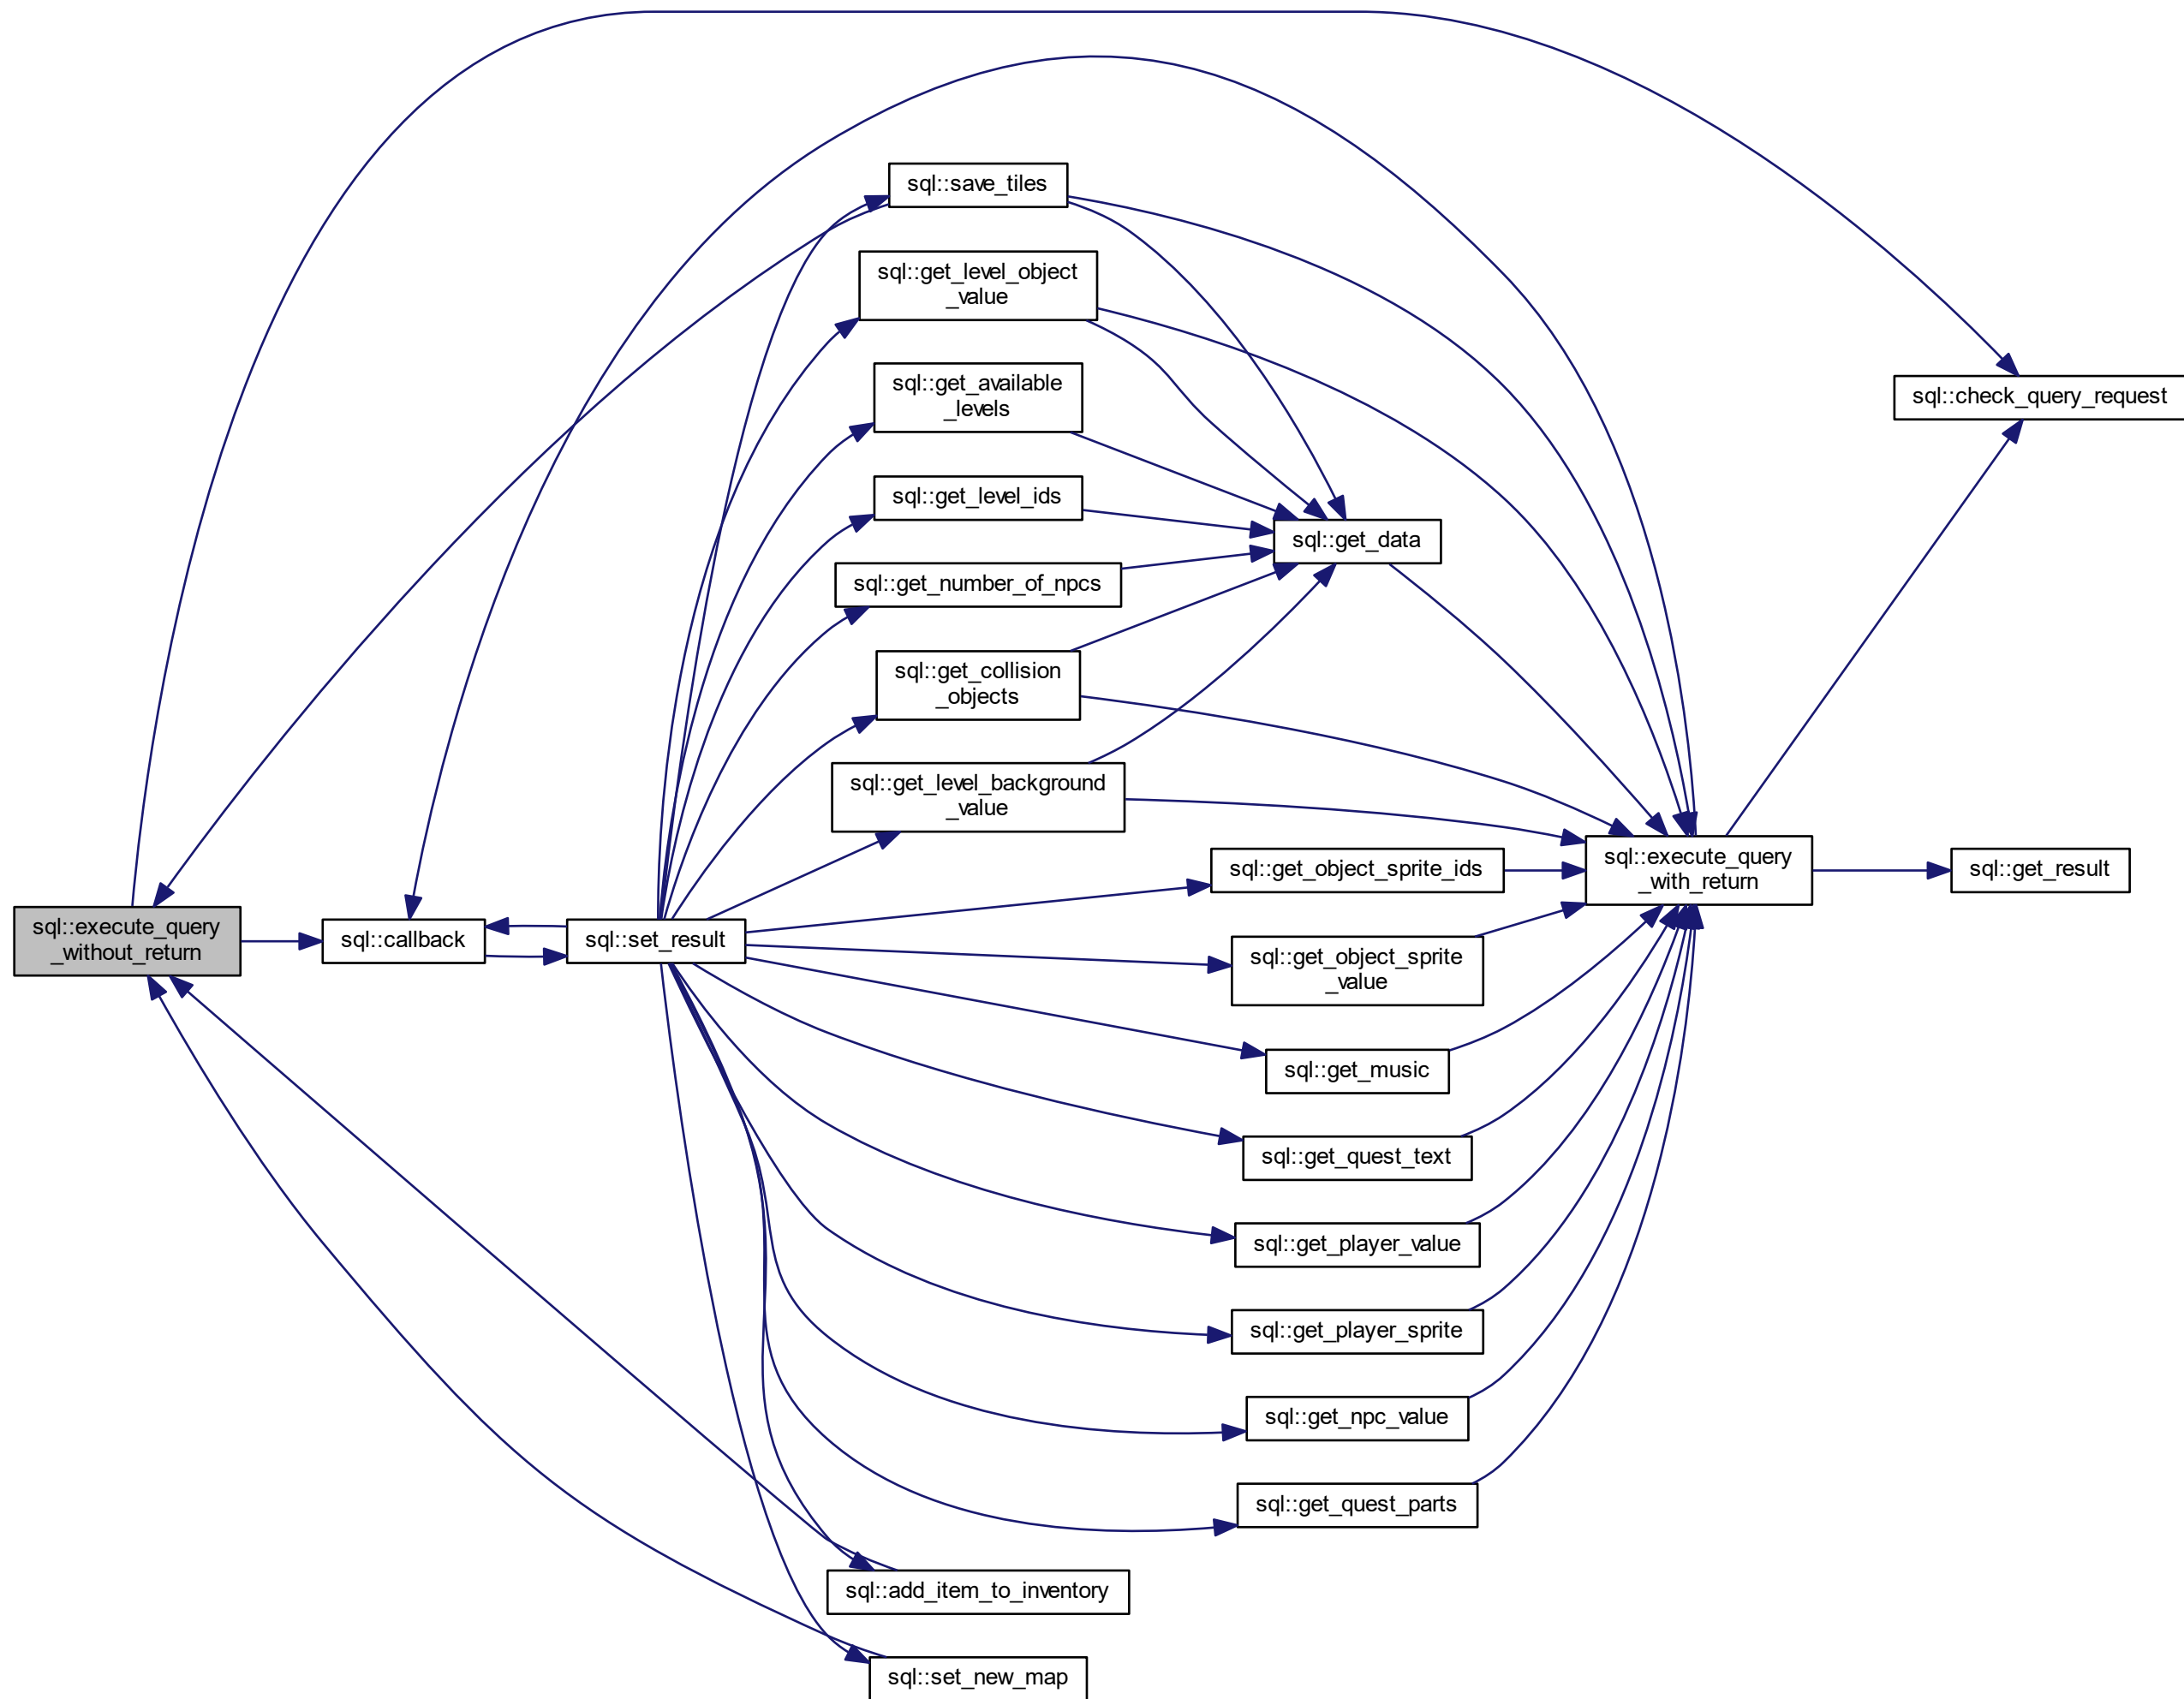 sql::save_tiles
sql::get_level_object
_value
sql::get_available
_levels
sql::check_query_request
sql::get_level_ids
sql::get_data
sql::get_number_of_npcs
sql::get_collision
_objects
sql::get_level_background
_value
sql::execute_query
_with_return
sql::get_object_sprite_ids
sql::get_result
sql::execute_query
_without_return
sql::callback
sql::set_result
sql::get_object_sprite
_value
sql::get_music
sql::get_quest_text
sql::get_player_value
sql::get_player_sprite
sql::get_npc_value
sql::get_quest_parts
sql::add_item_to_inventory
sql::set_new_map